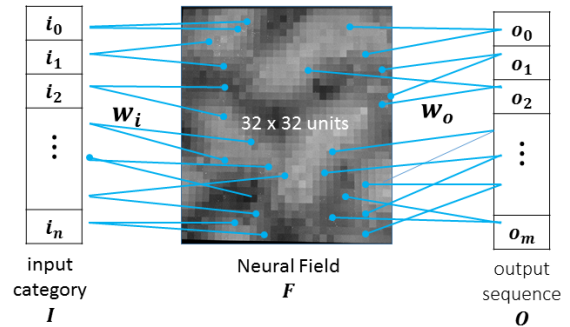 i₀
i₁
i₂
⋮
iₙ
wᵢ
32 x 32 units
wₒ
o₀
o₁
o₂
⋮
oₘ
input
category
I
Neural Field
F
output
sequence
O